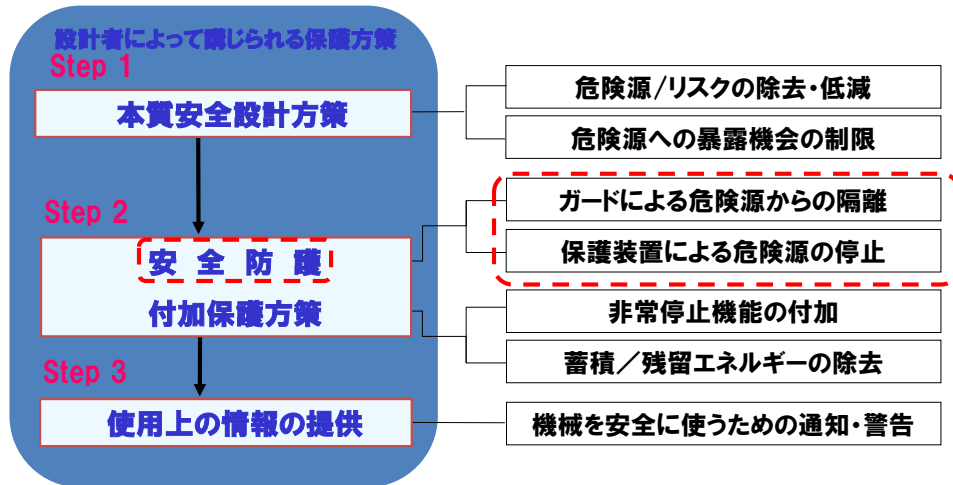 設計者によって講じられる保護方策
Step 1
本質安全設計方策
危険源/リスクの除去・低減
危険源への暴露機会の制限
Step 2
安 全 防 護
付加保護方策
ガードによる危険源からの隔離
保護装置による危険源の停止
非常停止機能の付加
蓄積／残留エネルギーの除去
Step 3
使用上の情報の提供
機械を安全に使うための通知・警告